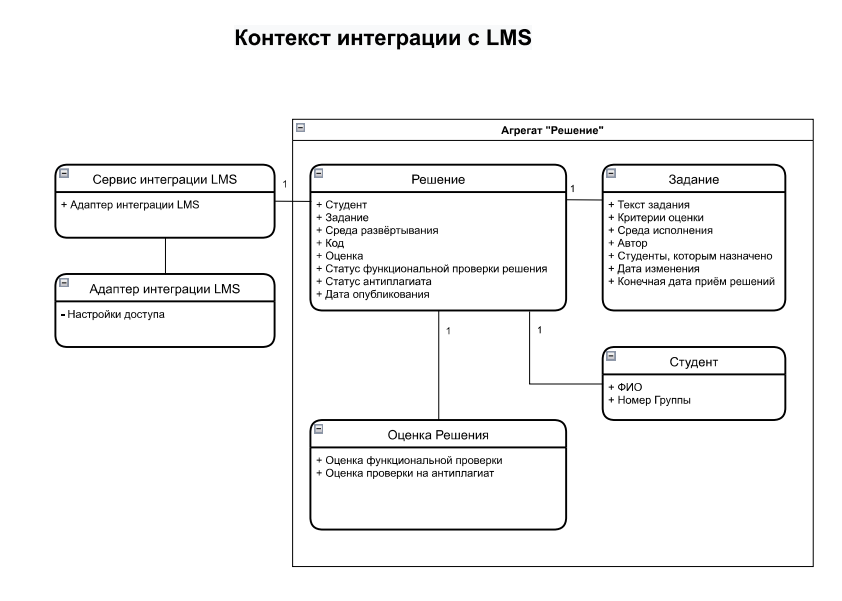 Контекст интеграции с LMS
Агрегат "Решение"
Сервис интеграции LMS
+ Адаптер интеграции LMS
1
Адаптер интеграции LMS
- Настройки доступа
Решение
+ Студент
+ Задание
+ Среда развёртывания
+ Код
+ Оценка
+ Статус функциональной проверки решения
+ Статус антиплагиата
+ Дата опубликования
1
Задание
+ Текст задания
+ Критерии оценки
+ Среда исполнения
+ Автор
+ Студенты, которым назначено
+ Дата изменения
+ Конечная дата приём решений
1
1
Студент
+ ФИО
+ Номер Группы
Оценка Решения
+ Оценка функциональной проверки
+ Оценка проверки на антиплагиат